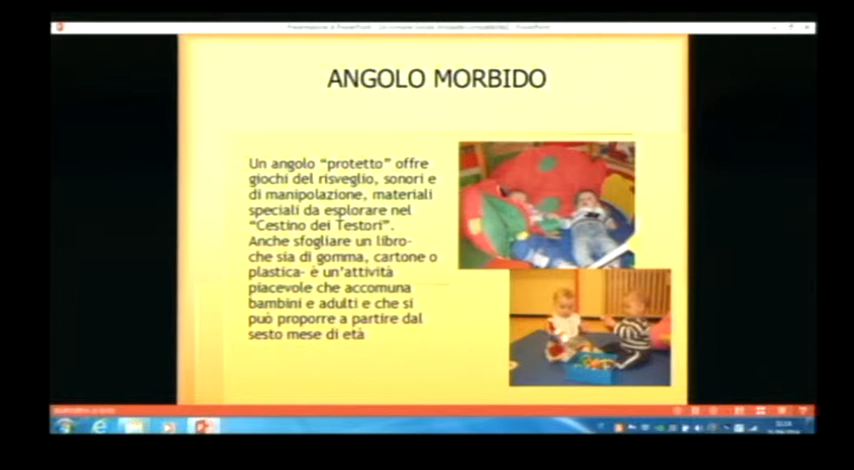 ANGOLO MORBIDO
Un angolo "protetto" offre
giochi del risveglio, sonori e
di manipolazione, materiali
speciali da esplorare nel
"Cestino dei Testori".
Anche sfogliare un libro-
che sia di gomma, cartone o
plastica- è un'attività
piacevole che accomuna
bambini e adulti e che si
può proporre a partire dal
sesto mese di età